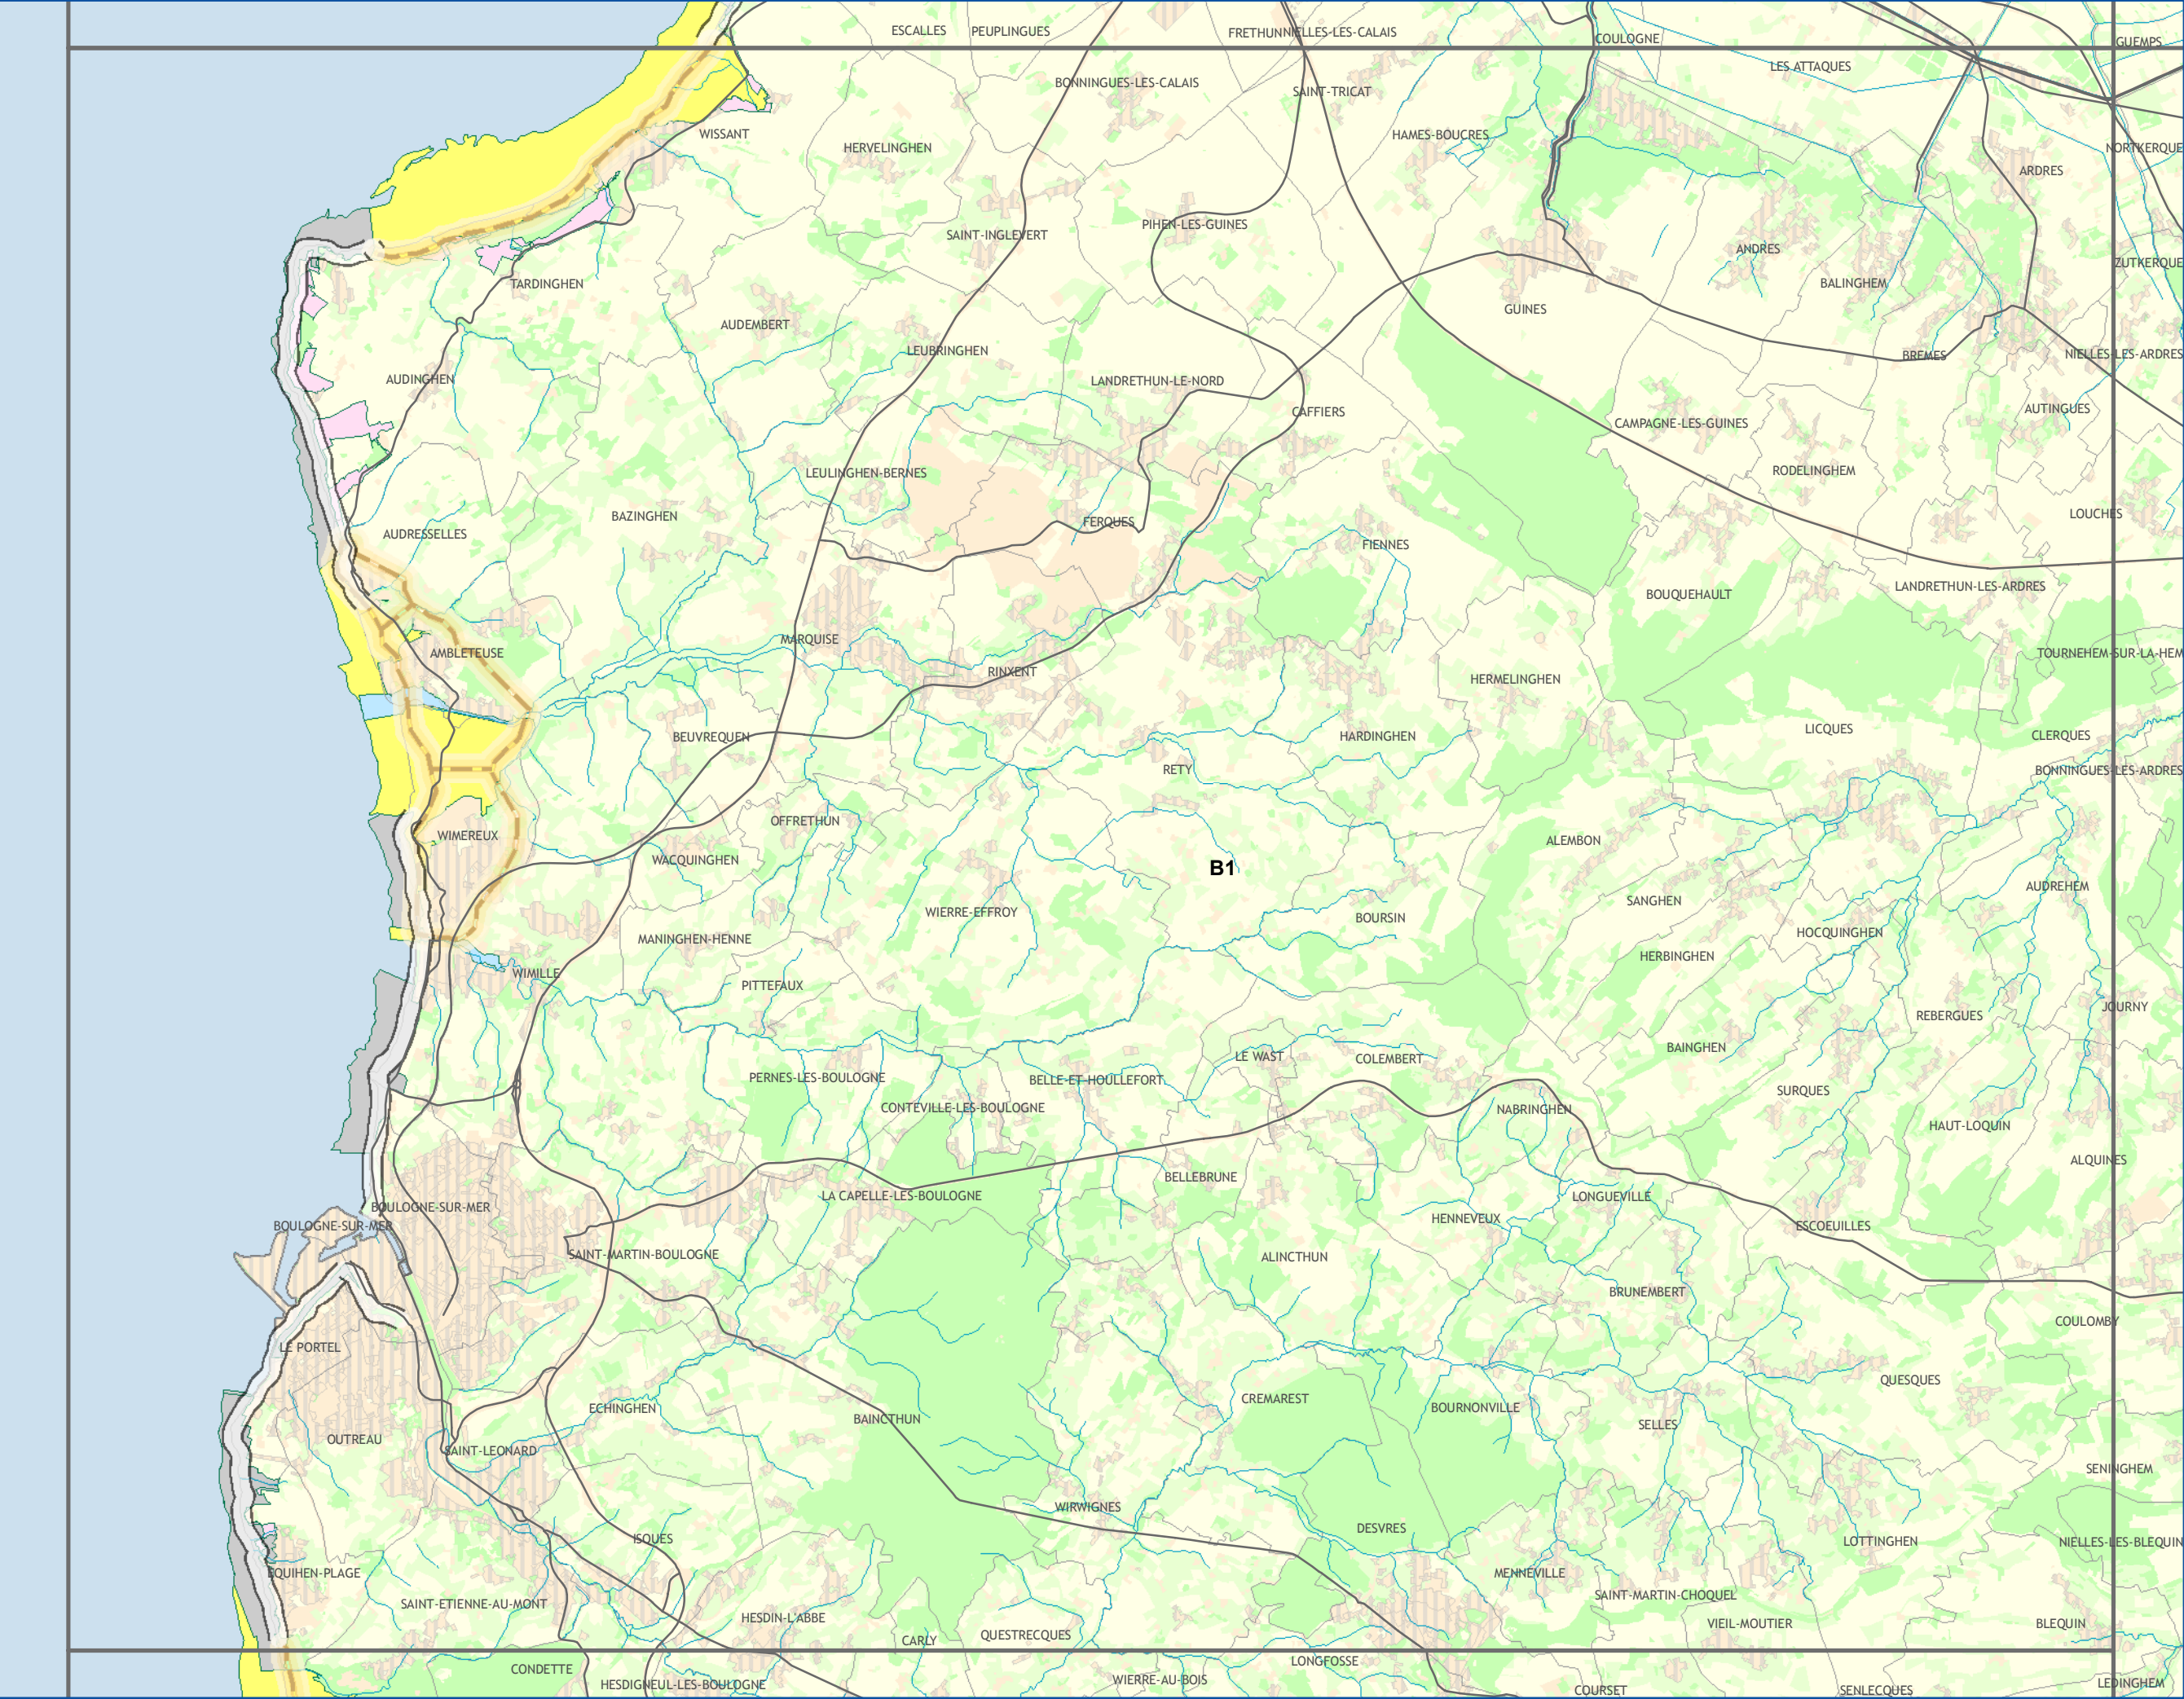 ESCALLES
PEUPLINGUES
FRETHUN
NIELLES-LES-CALAIS
COULOGNE
GUEMPS
LES ATTAQUES
BONNINGUES-LES-CALAIS
SAINT-TRICAT
WISSANT
HERVELINGHEN
HAMES-BOUCRES
NORTKERQUE
ARDRES
PIHEN-LES-GUINES
SAINT-INGLEVERT
ANDRES
ZUTKERQUE
TARDINGHEN
BALINGHEM
GUINES
AUDEMBERT
LEUBRINGHEN
BREMES
NIELLES-LES-ARDRES
AUDINGHEN
LANDRETHUN-LE-NORD
CAFFIERS
AUTINGUES
CAMPAGNE-LES-GUINES
LEULINGHEN-BERNES
RODELINGHEM
BAZINGHEN
FERQUES
LOUCHES
AUDRESSELLES
FIENNES
BOUQUEHAULT
LANDRETHUN-LES-ARDRES
MARQUISE
AMBLETEUSE
TOURNEHEM-SUR-LA-HEM
RINXENT
HERMELINGHEN
LICQUES
BEUVREQUEN
HARDINGHEN
CLERQUES
RETY
BONNINGUES-LES-ARDRES
OFFRETHUN
WIMEREUX
ALEMBON
WACQUINGHEN
B1
AUDREHEM
SANGHEN
WIERRE-EFFROY
BOURSIN
HOCQUINGHEN
MANINGHEN-HENNE
HERBINGHEN
WIMILLE
PITTEFAUX
JOURNY
REBERGUES
BAINGHEN
LE WAST
COLEMBERT
PERNES-LES-BOULOGNE
BELLE-ET-HOULLEFORT
SURQUES
CONTEVILLE-LES-BOULOGNE
NABRINGHEN
HAUT-LOQUIN
ALQUINES
BELLEBRUNE
LA CAPELLE-LES-BOULOGNE
LONGUEVILLE
BOULOGNE-SUR-MER
HENNEVEUX
BOULOGNE-SUR-MER
ESCOEUILLES
SAINT-MARTIN-BOULOGNE
ALINCTHUN
BRUNEMBERT
COULOMBY
LE PORTEL
QUESQUES
CREMAREST
BOURNONVILLE
ECHINGHEN
BAINCTHUN
SELLES
OUTREAU
SAINT-LEONARD
SENINGHEM
WIRWIGNES
DESVRES
ISQUES
LOTTINGHEN
NIELLES-LES-BLEQUIN
EQUIHEN-PLAGE
MENNEVILLE
SAINT-MARTIN-CHOQUEL
SAINT-ETIENNE-AU-MONT
HESDIN-L'ABBE
VIEIL-MOUTIER
BLEQUIN
QUESTRECQUES
CARLY
LONGFOSSE
CONDETTE
WIERRE-AU-BOIS
LEDINGHEM
HESDIGNEUL-LES-BOULOGNE
COURSET
SENLECQUES